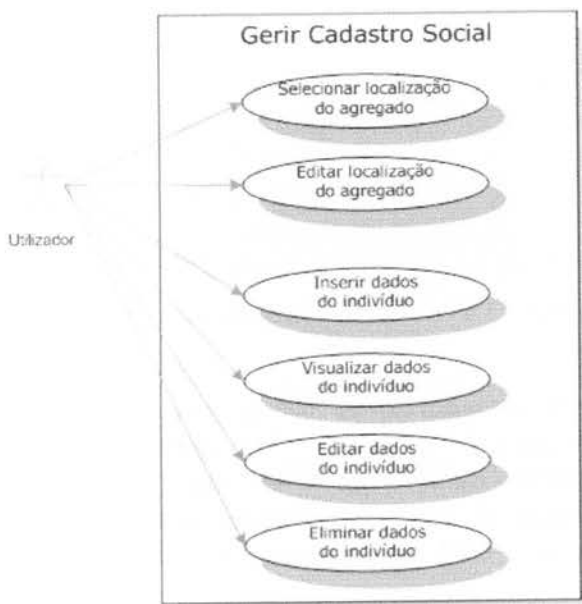 Gerir Cadastro Social
Selecionar localização
do agregado
Editar localização
do agregado
Utilizador
Inserir dados
do indivíduo
Visualizar dados
do indivíduo
Editar dados
do indivíduo
Eliminar dados
do indivíduo